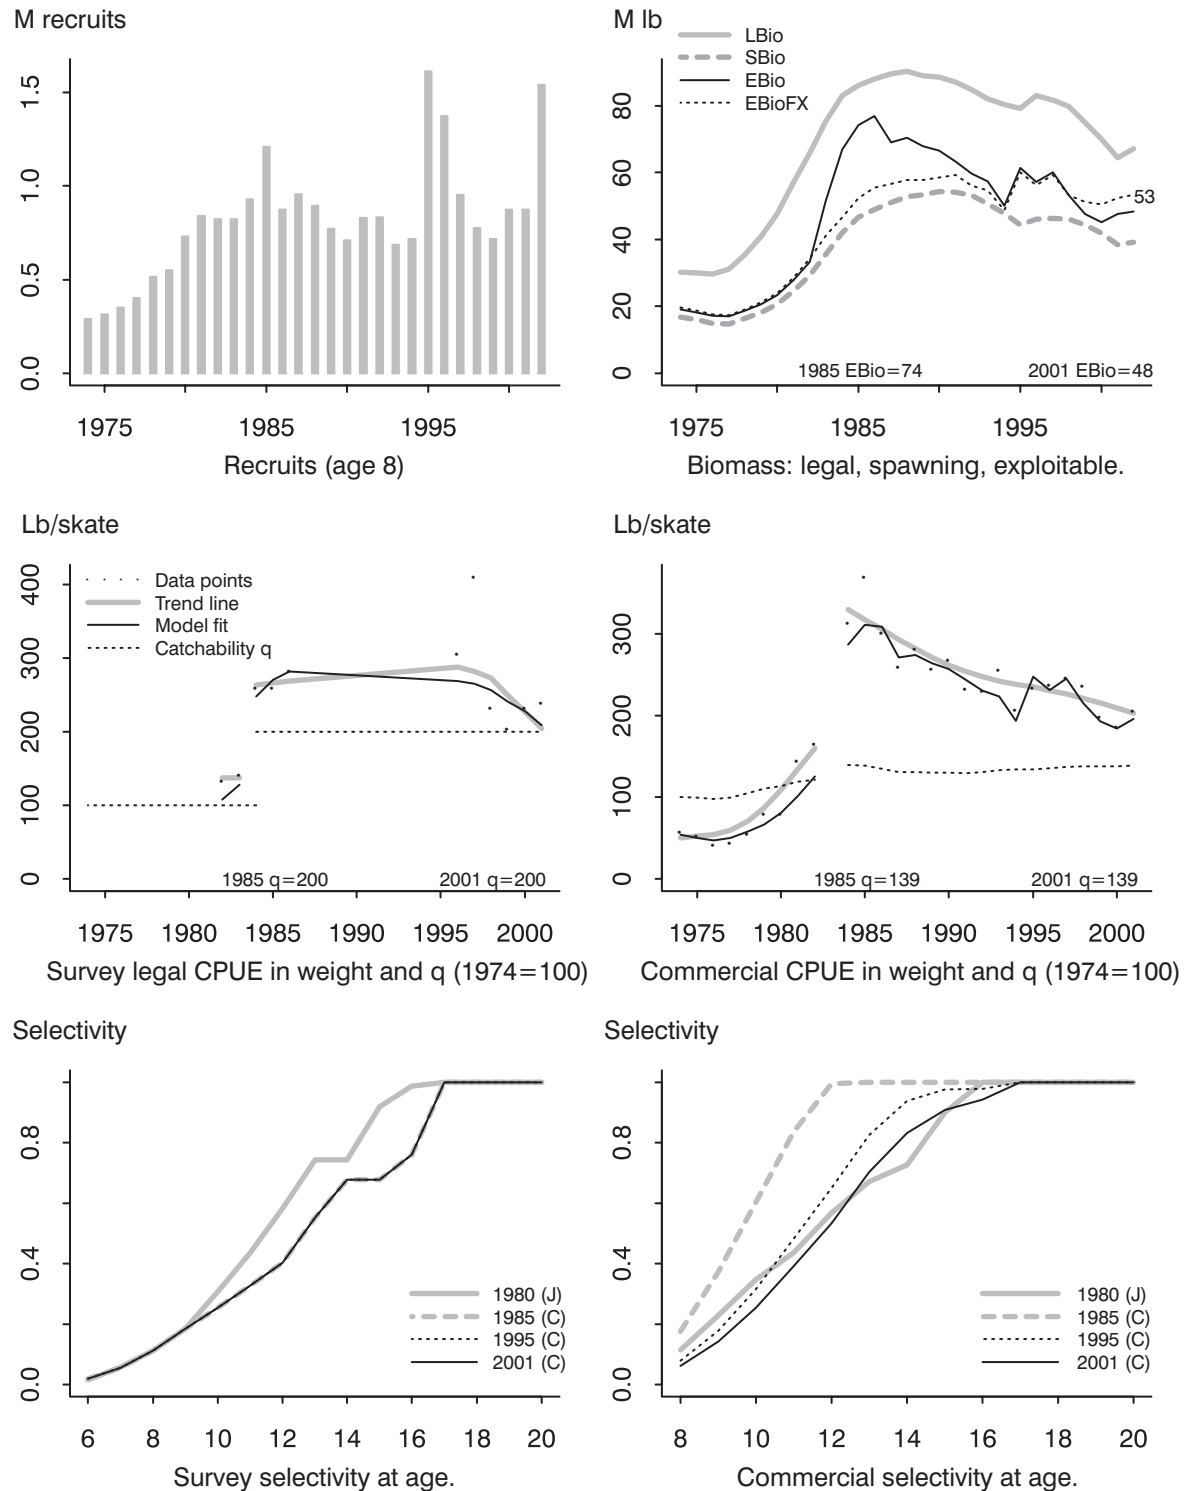 M recruits
0.0
0.5
1.0
1.5
1975
1985
1995
Recruits (age 8)
M lb
LBio
SBio
EBio
EBioFX
0
20
40
60
80
53
1985 EBio=74
2001 EBio=48
1975
1985
1995
Biomass: legal, spawning, exploitable.
Lb/skate
Data points
Trend line
Model fit
Catchability q
0
100
200
300
400
1985 q=200
2001 q=200
1975
1980
1985
1990
1995
2000
Survey legal CPUE in weight and q (1974=100)
Lb/skate
0
100
200
300
1985 q=139
2001 q=139
1975
1980
1985
1990
1995
2000
Commercial CPUE in weight and q (1974=100)
Selectivity
0.0
0.4
0.8
1980 (J)
1985 (C)
1995 (C)
2001 (C)
6
8
10
12
14
16
18
20
Survey selectivity at age.
Selectivity
0.0
0.4
0.8
1980 (J)
1985 (C)
1995 (C)
2001 (C)
8
10
12
14
16
18
20
Commercial selectivity at age.